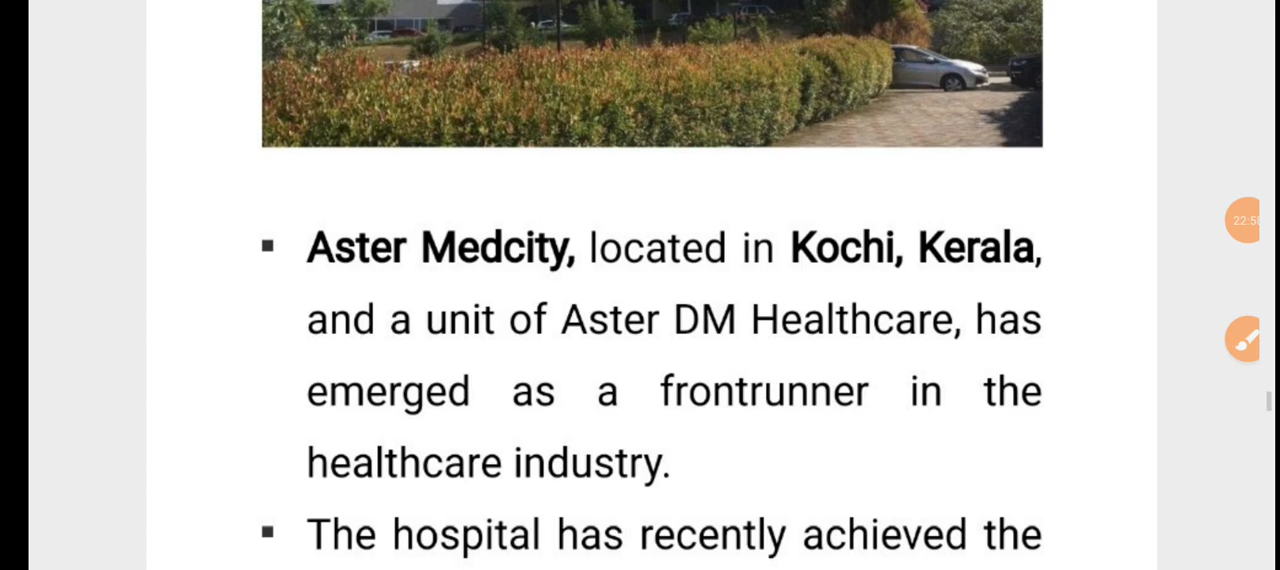 Aster Medcity, located in Kochi, Kerala,
and a unit of Aster DM Healthcare, has
emerged as a frontrunner in the
healthcare industry.
The hospital has recently achieved the